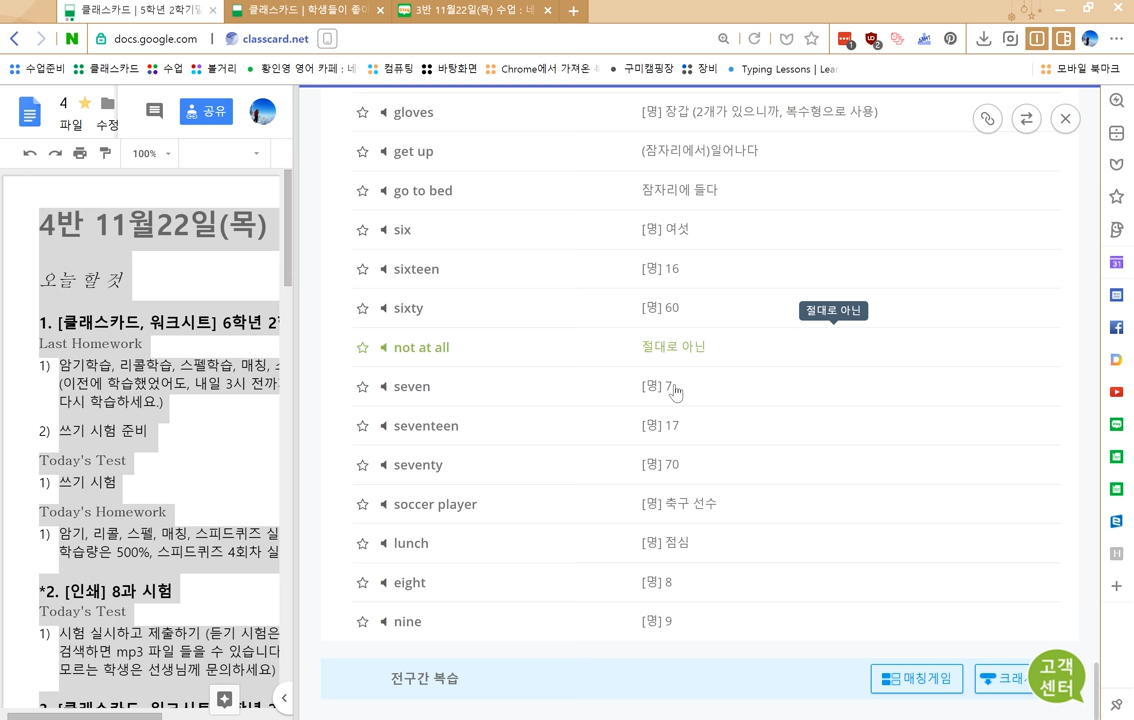 클래스카드 | 5학년 2학기
클래스카드 | 학생들이 좋
3반 11월22일(목) 수업 : 네
docs.google.com
classcard.net
수업준비
클래스카드
수업
볼거리
황인영 영어 카페 : 네
컴퓨팅
바탕화면
Chrome에서 가져온
구미캠핑장
장비
Typing Lessons | Lear
모바일 북마크
4
파일 수정
공유
100%
4반 11월22일(목)
오늘 할 것
1. [클래스카드, 워크시트] 6학년 2
Last Homework
1) 암기학습, 리콜학습, 스펠학습, 매칭,
(이전에 학습했었어도, 내일 3시 전까
다시 학습하세요.)
2) 쓰기 시험 준비
Today's Test
1) 쓰기 시험
Today's Homework
1) 암기, 리콜, 스펠, 매칭, 스피드퀴즈 실
학습량은 500%, 스피드퀴즈 4회차 실
*2. [인쇄] 8과 시험
Today's Test
1) 시험 실시하고 제출하기 (듣기 시험은
검색하면 mp3 파일 들을 수 있습니다
모르는 학생은 선생님께 문의하세요)
gloves [명] 장갑 (2개가 있으니까, 복수형으로 사용)
get up (잠자리에서)일어나다
go to bed 잠자리에 들다
six [명] 여섯
sixteen [명] 16
sixty [명] 60
절대로 아닌
not at all 절대로 아닌
seven [명] 7
seventeen [명] 17
seventy [명] 70
soccer player [명] 축구 선수
lunch [명] 점심
eight [명] 8
nine [명] 9
전구간 복습
매칭게임
크래
고객
센터